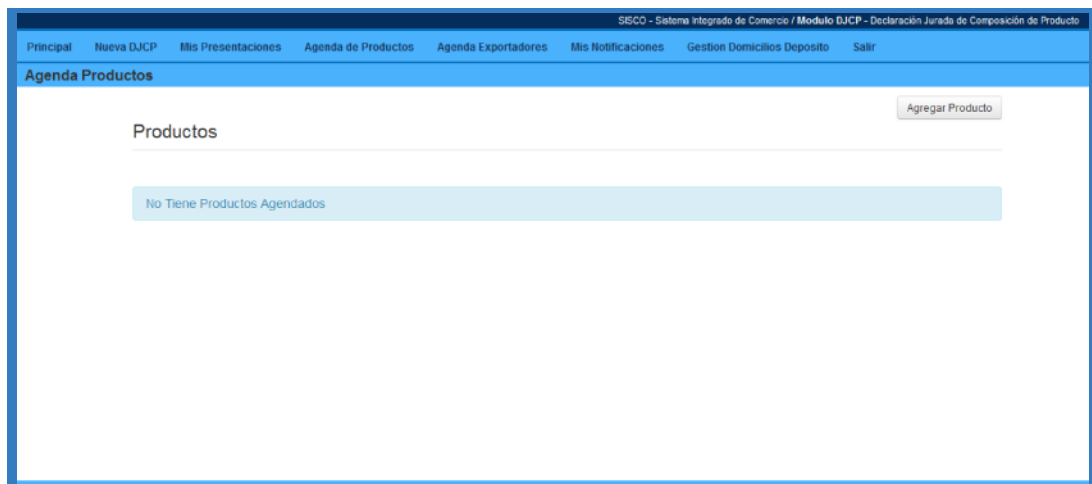 SISCO - Sistema Integrado de Comercio / Modulo DJCP - Declaración Jurada de Composición de Producto
Principal Nueva DJCP Mis Presentaciones Agenda de Productos Agenda Exportadores Mis Notificaciones Gestion Domicilios Deposito Salir
Agenda Productos
Agregar Producto
Productos
No Tiene Productos Agendados